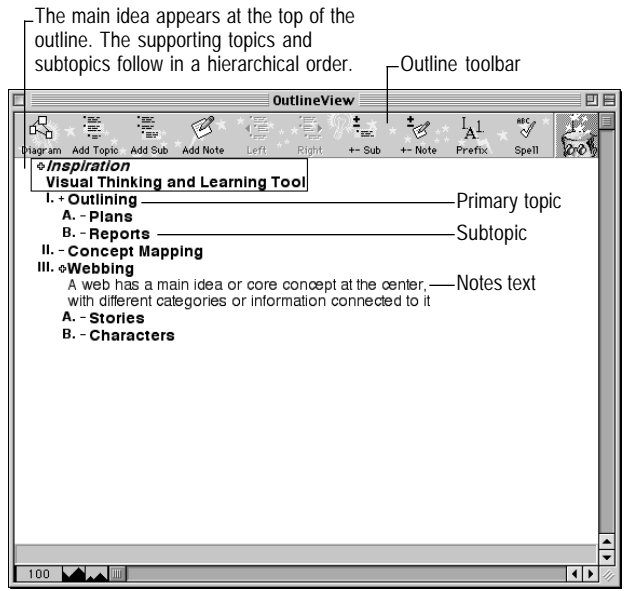 The main idea appears at the top of the
outline. The supporting topics and
subtopics follow in a hierarchical order.
Outline toolbar
OutlineView
Diagram Add Topic Add Sub Add Note Left Right +- Sub +- Note Prefix Spell
Inspiration
Visual Thinking and Learning Tool
I. + Outlining
Primary topic
A. - Plans
B. - Reports
Subtopic
II. - Concept Mapping
III. Webbing
A web has a main idea or core concept at the center,
Notes text
with different categories or information connected to it
A. - Stories
B. - Characters
100